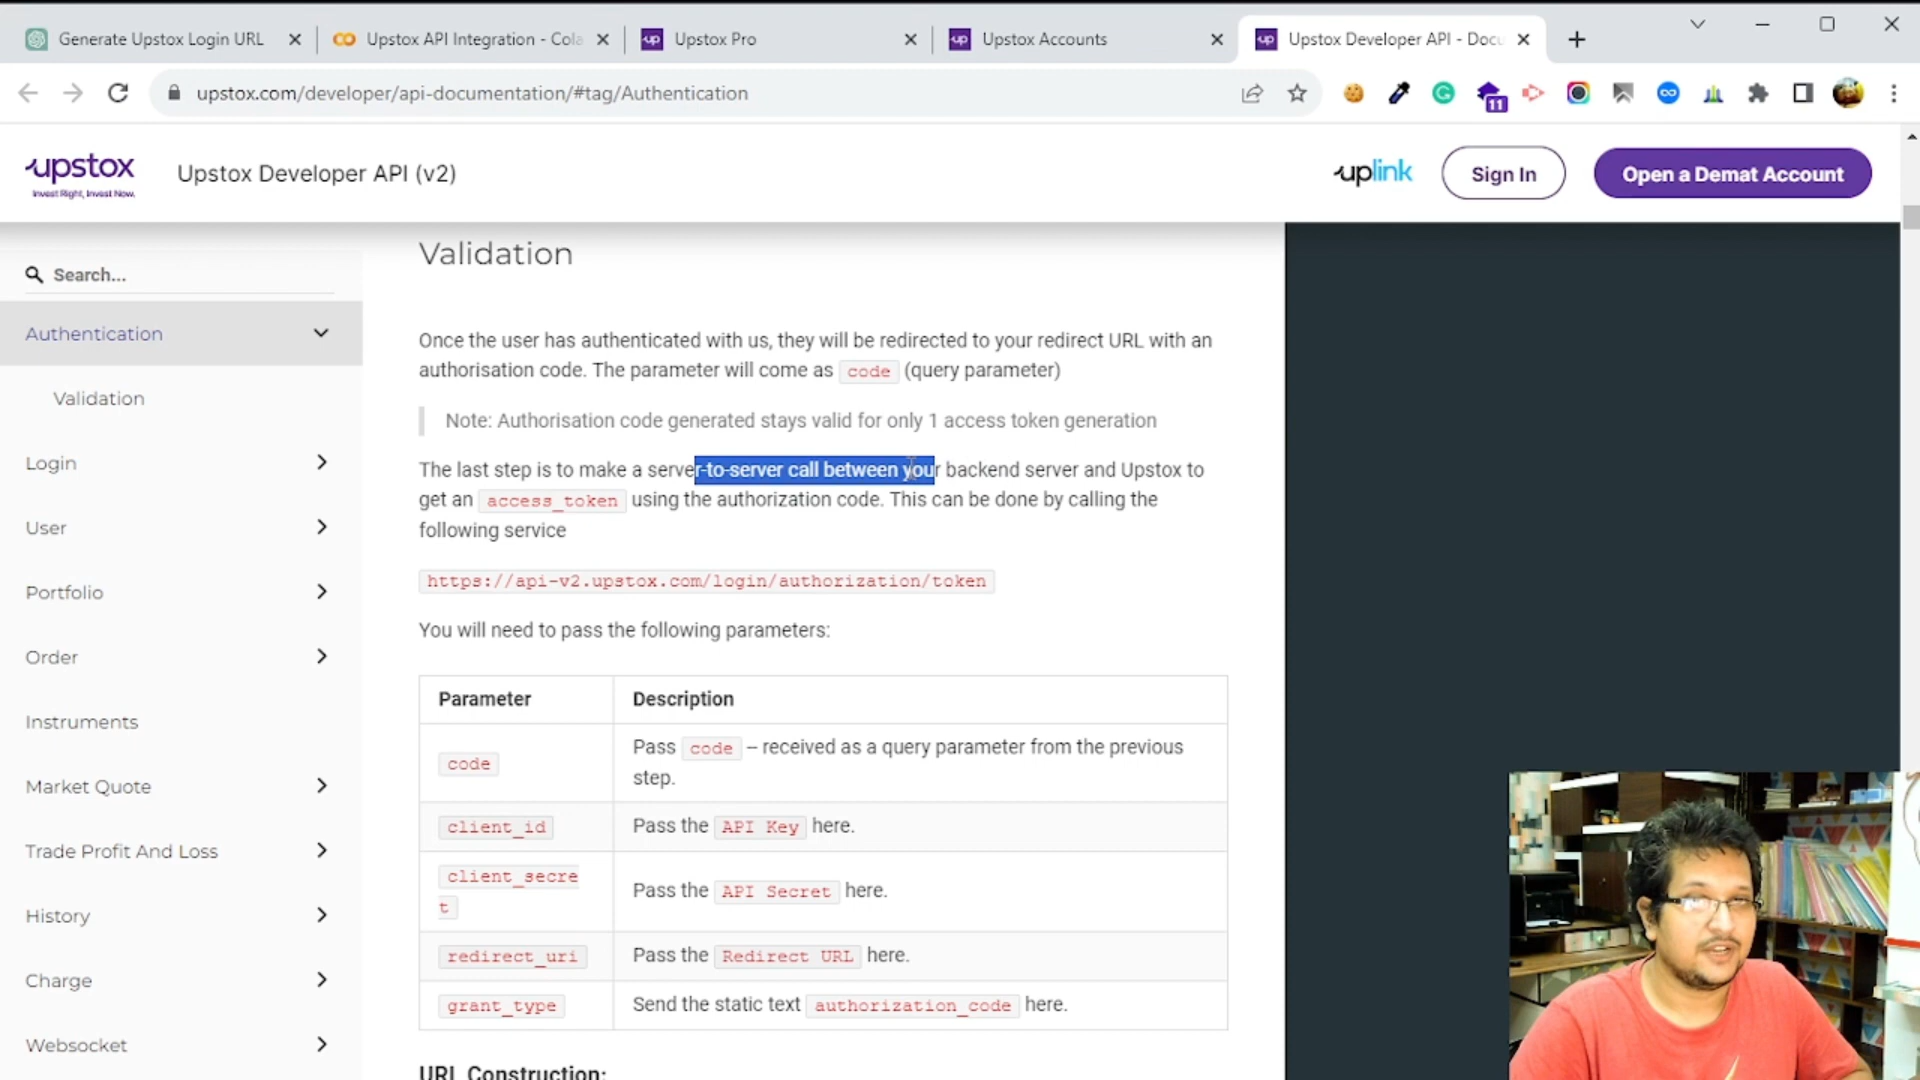 Generate Upstox Login URL
Upstox API Integration - Cola
Upstox Pro
Upstox Accounts
Upstox Developer API - Docu
upstox.com/developer/api-documentation/#tag/Authentication
11
upstox
Invest Right, Invest Now.
Upstox Developer API (v2)
uplink
Sign In
Open a Demat Account
Search...
Authentication
Validation
Login
User
Portfolio
Order
Instruments
Market Quote
Trade Profit And Loss
History
Charge
Websocket
Validation
Once the user has authenticated with us, they will be redirected to your redirect URL with an
authorisation code. The parameter will come as code (query parameter)
Note: Authorisation code generated stays valid for only 1 access token generation
The last step is to make a server-to-server call between your backend server and Upstox to
get an access_token using the authorization code. This can be done by calling the
following service
https://api-v2.upstox.com/login/authorization/token
You will need to pass the following parameters:
Parameter Description
code Pass code – received as a query parameter from the previous
step.
client_id Pass the API Key here.
client_secre
t Pass the API Secret here.
redirect_uri Pass the Redirect URL here.
grant_type Send the static text authorization_code here.
URL Construction: